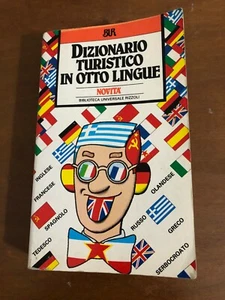 BUR
DIZIONARIO
TURISTICO
IN OTTO LINGUE
NOVITÀ
BIBLIOTECA UNIVERSALE RIZZOLI
INGLESE
FRANCESE
SPAGNOLO
TEDESCO
OLANDESE
RUSSO
GRECO
SERBOCROATO